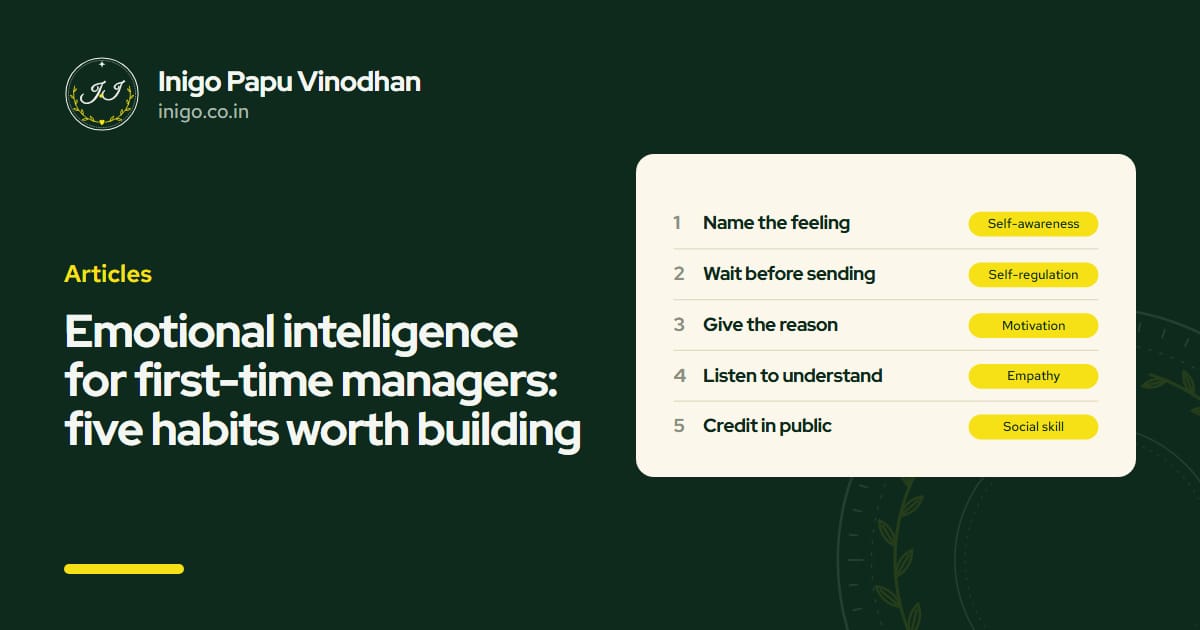 Inigo Papu Vinodhan
inigo.co.in
Articles
Emotional intelligence
for first-time managers:
five habits worth building
1 Name the feeling Self-awareness
2 Wait before sending Self-regulation
3 Give the reason Motivation
4 Listen to understand Empathy
5 Credit in public Social skill